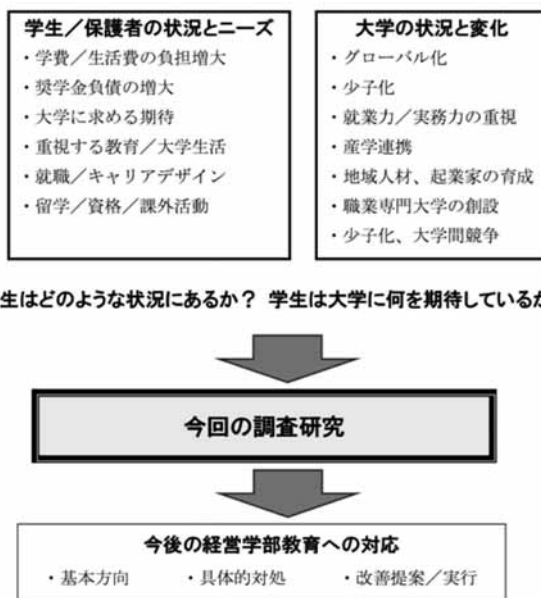 学生／保護者の状況とニーズ
・学費／生活費の負担増大
・奨学金負債の増大
・大学に求める期待
・重視する教育／大学生活
・就職／キャリアデザイン
・留学／資格／課外活動
大学の状況と変化
・グローバル化
・少子化
・就業力／実務力の重視
・産学連携
・地域人材、起業家の育成
・職業専門大学の創設
・少子化、大学間競争
生はどのような状況にあるか？ 学生は大学に何を期待しているか
今回の調査研究
今後の経営学部教育への対応
・基本方向 ・具体的対処 ・改善提案／実行